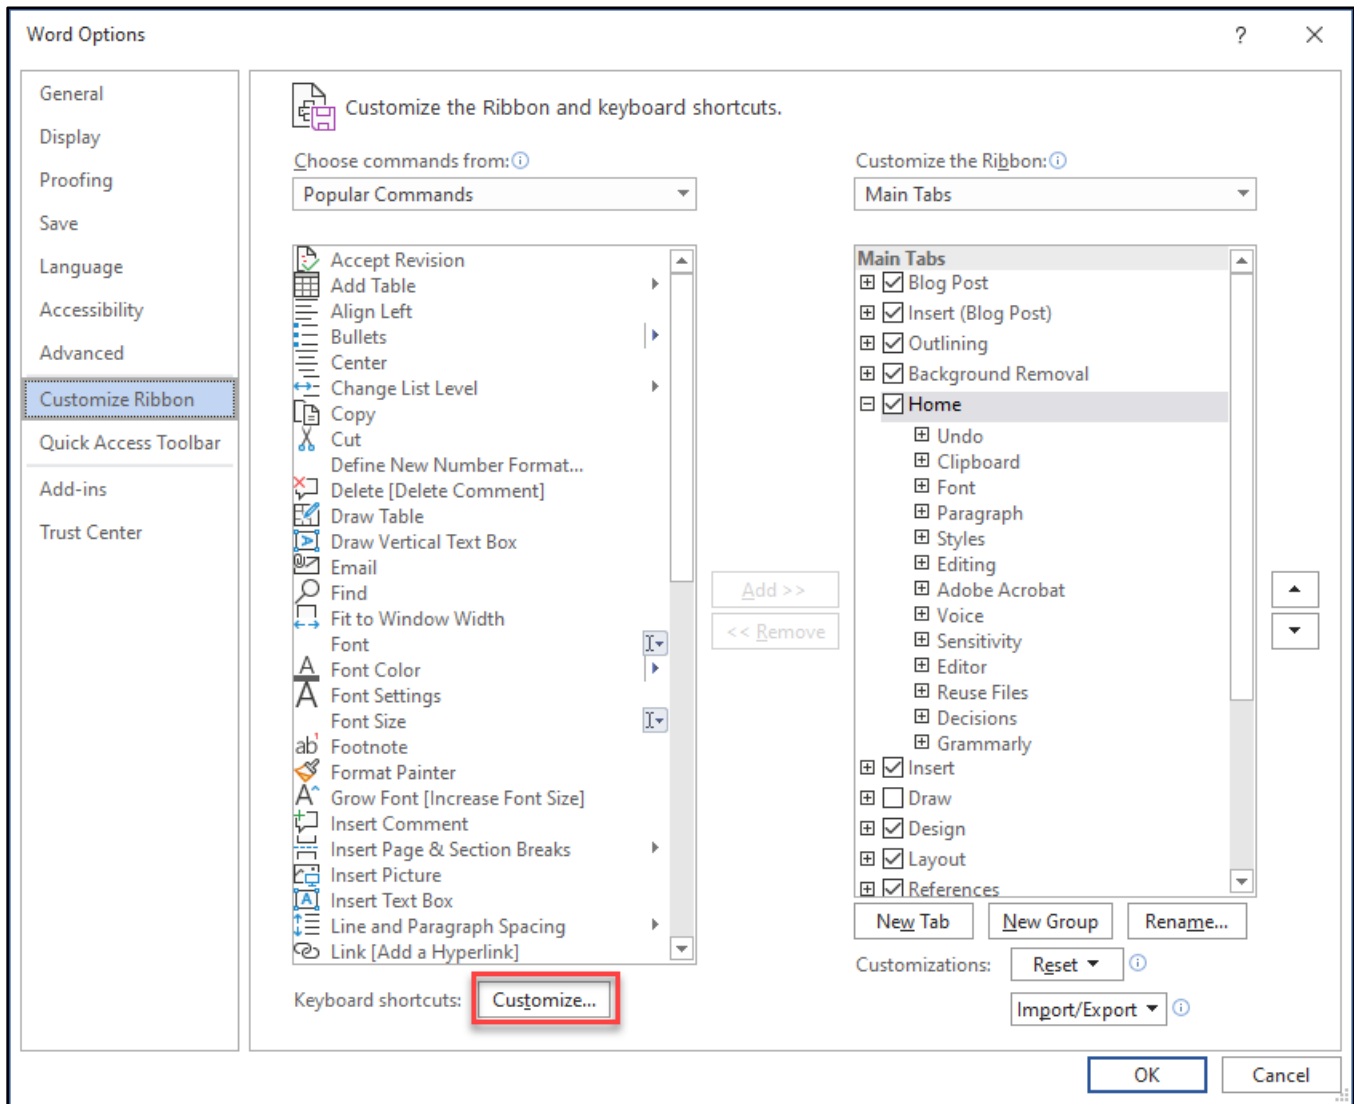 Word Options
?
General
Display
Proofing
Save
Language
Accessibility
Advanced
Customize Ribbon
Quick Access Toolbar
Add-ins
Trust Center
Customize the Ribbon and keyboard shortcuts.
Choose commands from:
Popular Commands
Accept Revision
Add Table
Align Left
Bullets
Center
Change List Level
Copy
Cut
Define New Number Format...
Delete [Delete Comment]
Draw Table
Draw Vertical Text Box
Email
Find
Fit to Window Width
Font
Font Color
Font Settings
Font Size
Footnote
Format Painter
Grow Font [Increase Font Size]
Insert Comment
Insert Page & Section Breaks
Insert Picture
Insert Text Box
Line and Paragraph Spacing
Link [Add a Hyperlink]
Keyboard shortcuts: Customize...
Add >>
<< Remove
Customize the Ribbon:
Main Tabs
Main Tabs
Blog Post
Insert (Blog Post)
Outlining
Background Removal
Home
Undo
Clipboard
Font
Paragraph
Styles
Editing
Adobe Acrobat
Voice
Sensitivity
Editor
Reuse Files
Decisions
Grammarly
Insert
Draw
Design
Layout
References
New Tab New Group Rename...
Customizations: Reset
Import/Export
OK Cancel